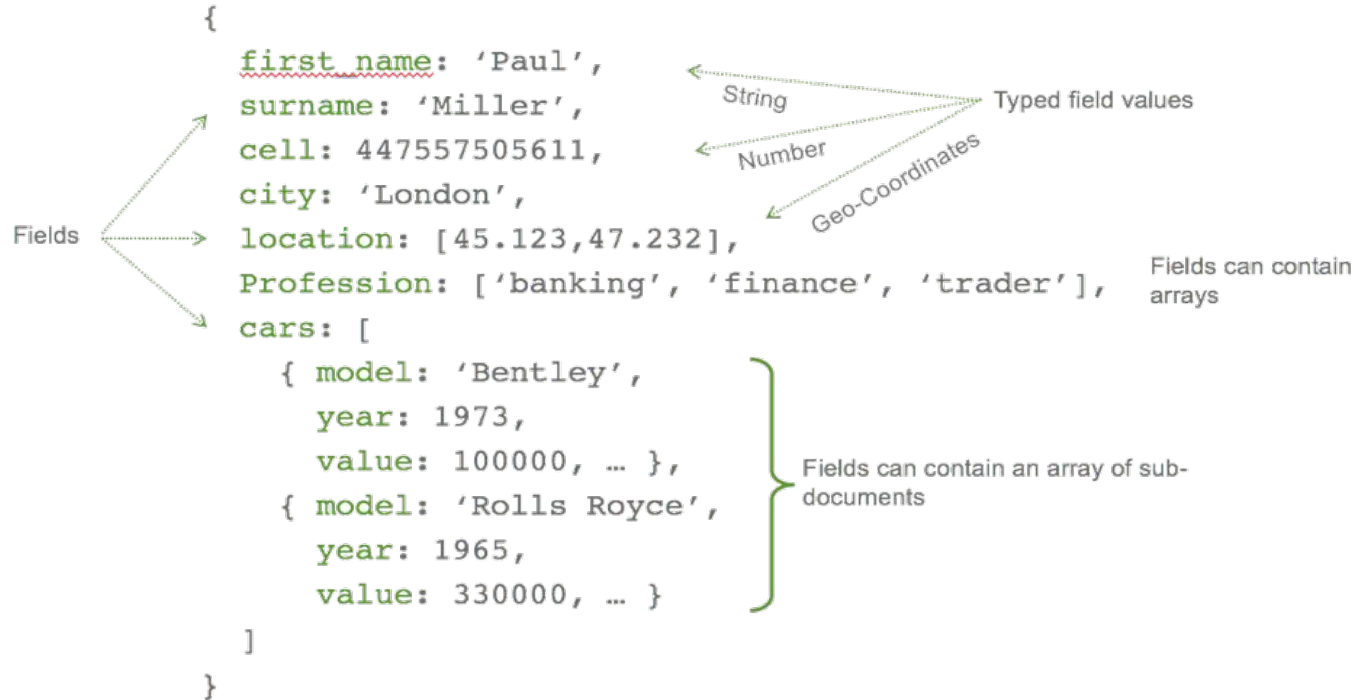 {
first_name: ‘Paul’,
surname: ‘Miller’,
cell: 447557505611,
city: ‘London’,
location: [45.123,47.232],
Profession: [‘banking’, ‘finance’, ‘trader’],
cars: [
{ model: ‘Bentley’,
year: 1973,
value: 100000, … },
{ model: ‘Rolls Royce’,
year: 1965,
value: 330000, … }
]
}
Fields
String
Number
Geo-Coordinates
Typed field values
Fields can contain
arrays
Fields can contain an array of sub-
documents